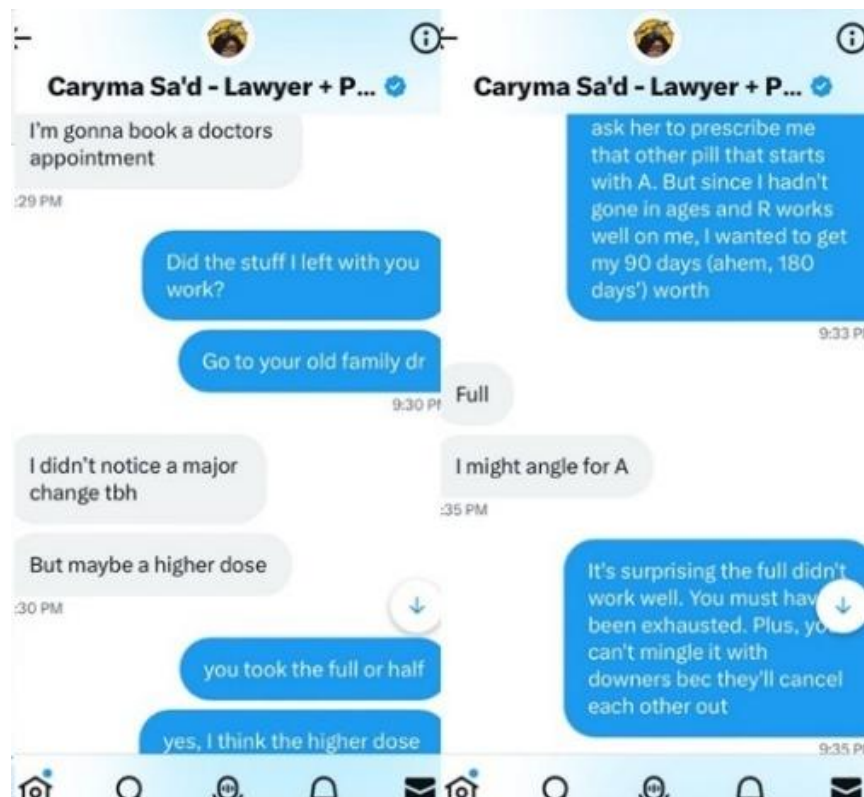 Caryma Sa'd - Lawyer + P...
I'm gonna book a doctors
appointment
:29 PM
Did the stuff I left with you
work?
Go to your old family dr
9:30 PM
I didn't notice a major
change tbh
But maybe a higher dose
:30 PM
you took the full or half
yes, I think the higher dose
Caryma Sa'd - Lawyer + P...
ask her to prescribe me
that other pill that starts
with A. But since I hadn't
gone in ages and R works
well on me, I wanted to get
my 90 days (ahem, 180
days') worth
9:33 PM
Full
I might angle for A
:35 PM
It's surprising the full didn't
work well. You must hav
been exhausted. Plus, yo
can't mingle it with
downers bec they'll cancel
each other out
9:35 PM